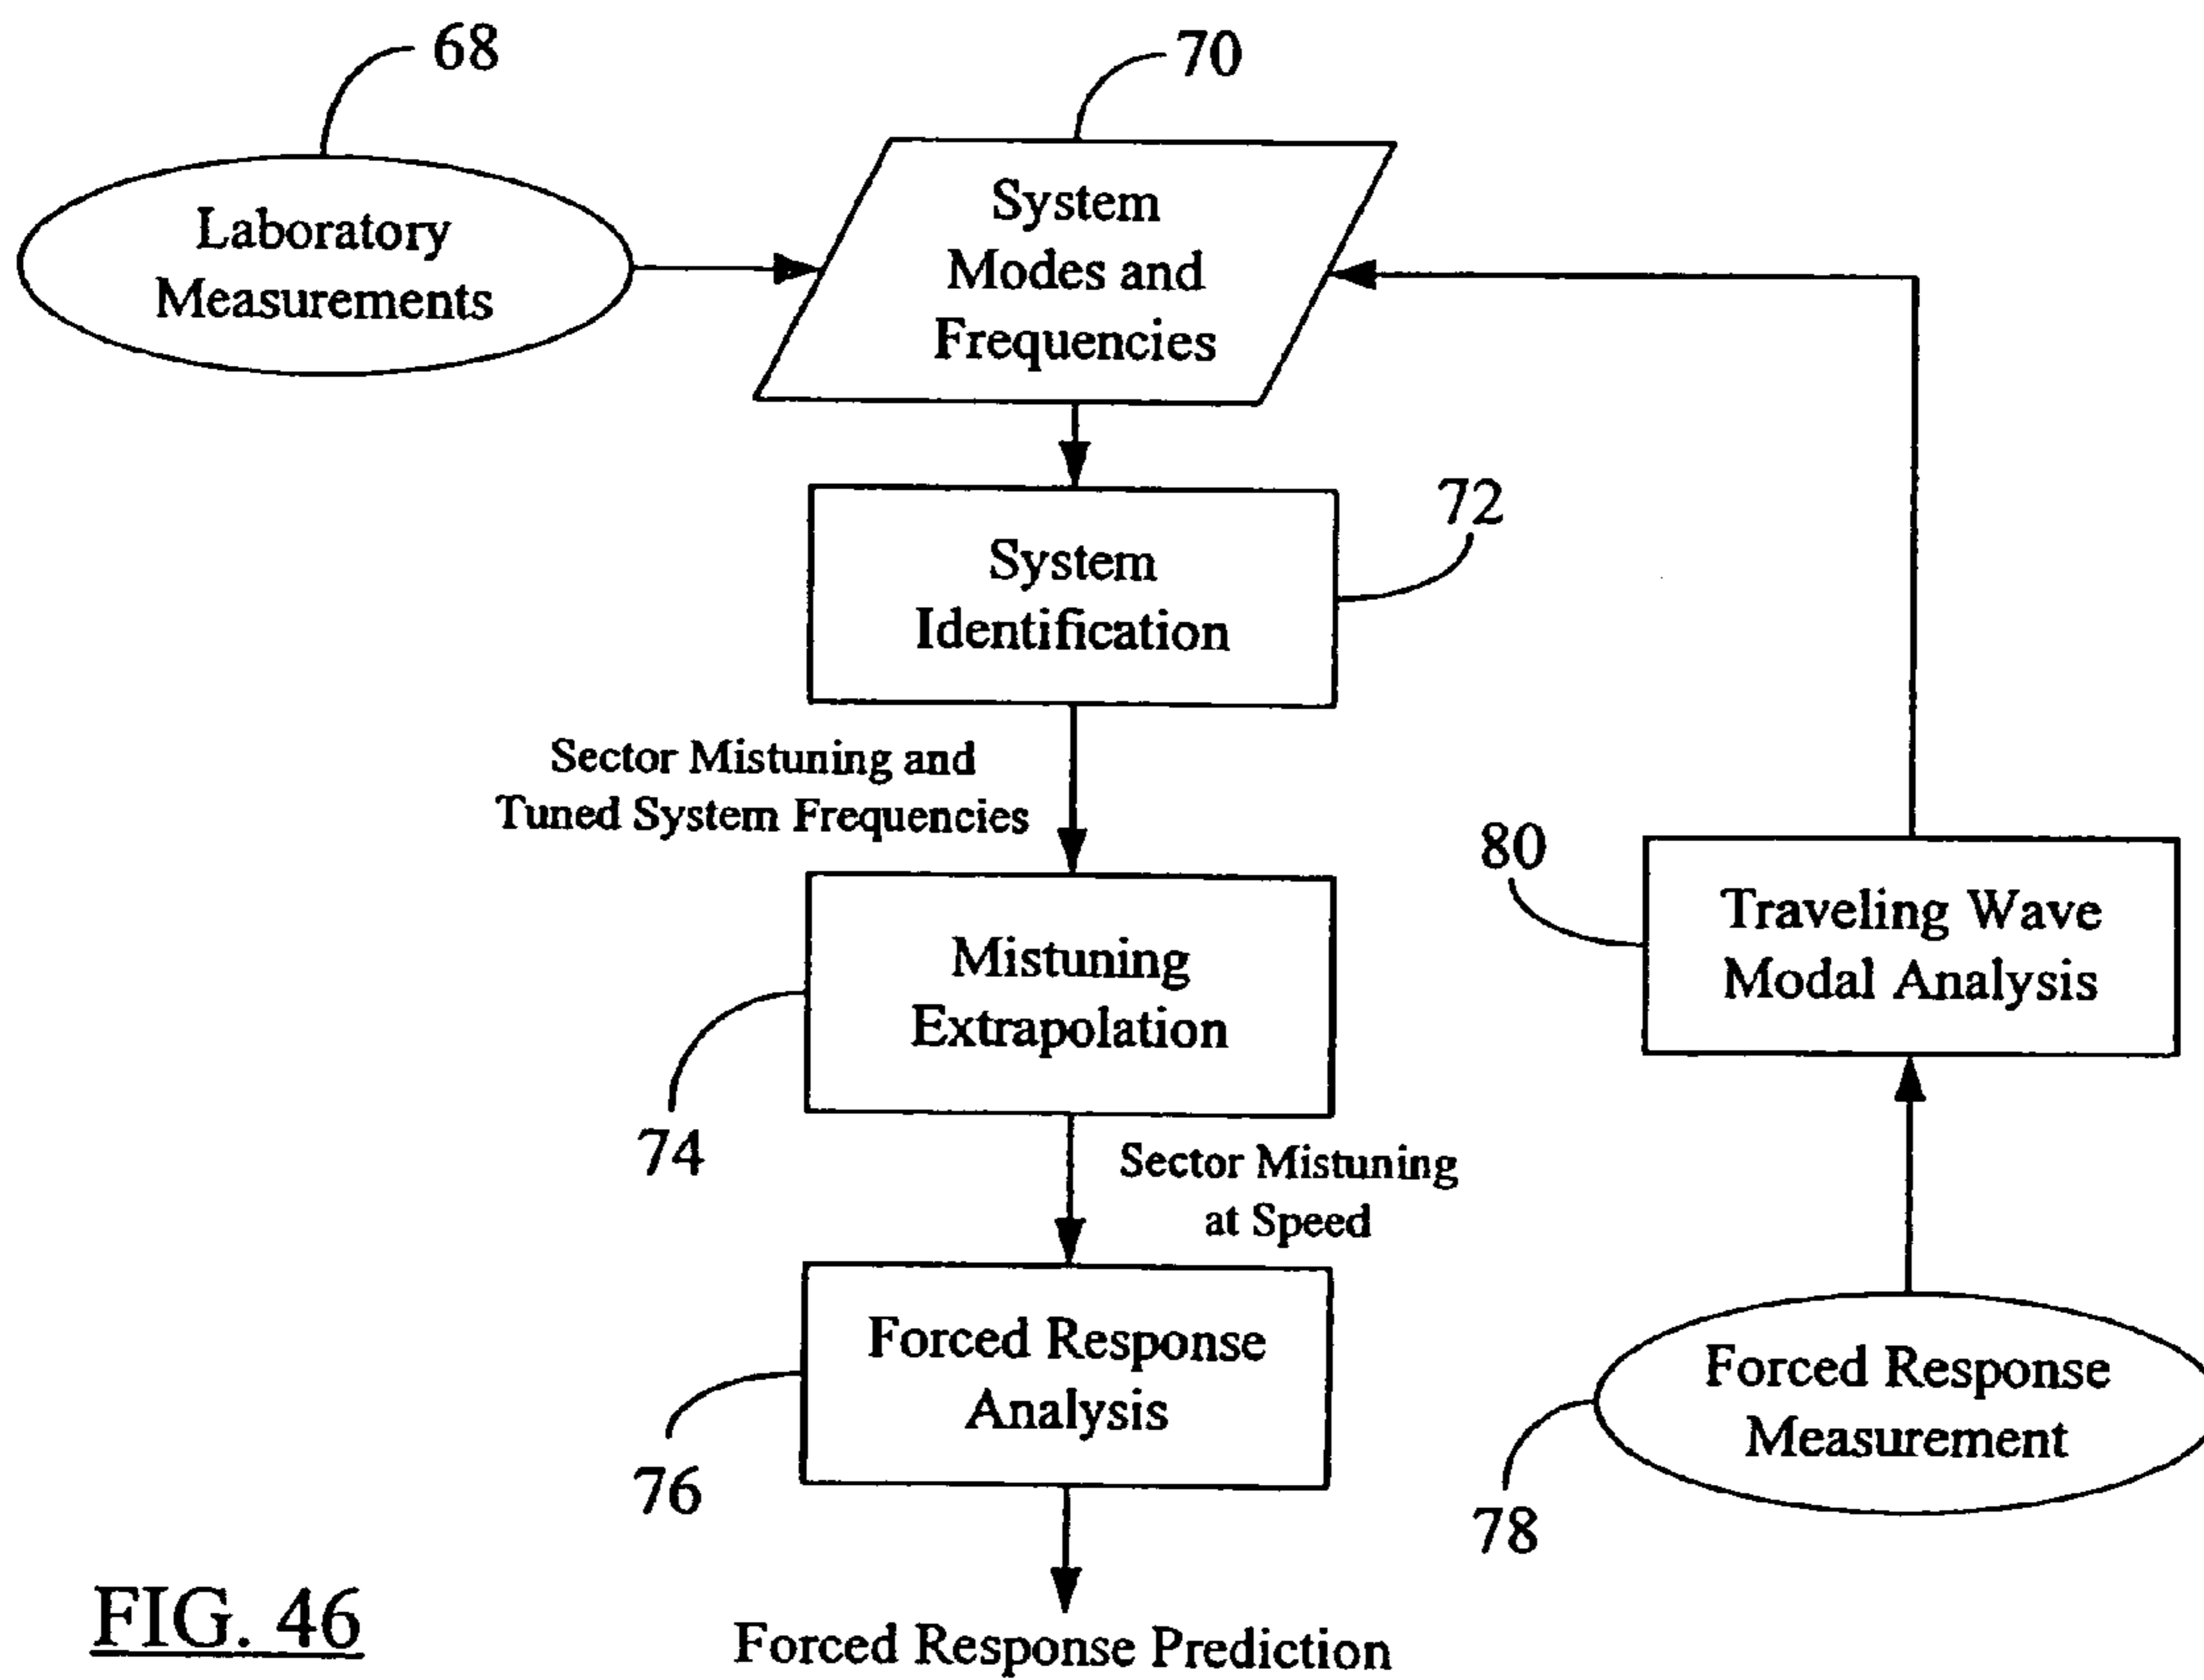 68
70
Laboratory
Measurements
System
Modes and
Frequencies
72
System
Identification
Sector Mistuning and
Tuned System Frequencies
80
Traveling Wave
Modal Analysis
Mistuning
Extrapolation
74
Sector Mistuning
at Speed
Forced Response
Analysis
76
Forced Response
Measurement
78
FIG. 46
Forced Response Prediction